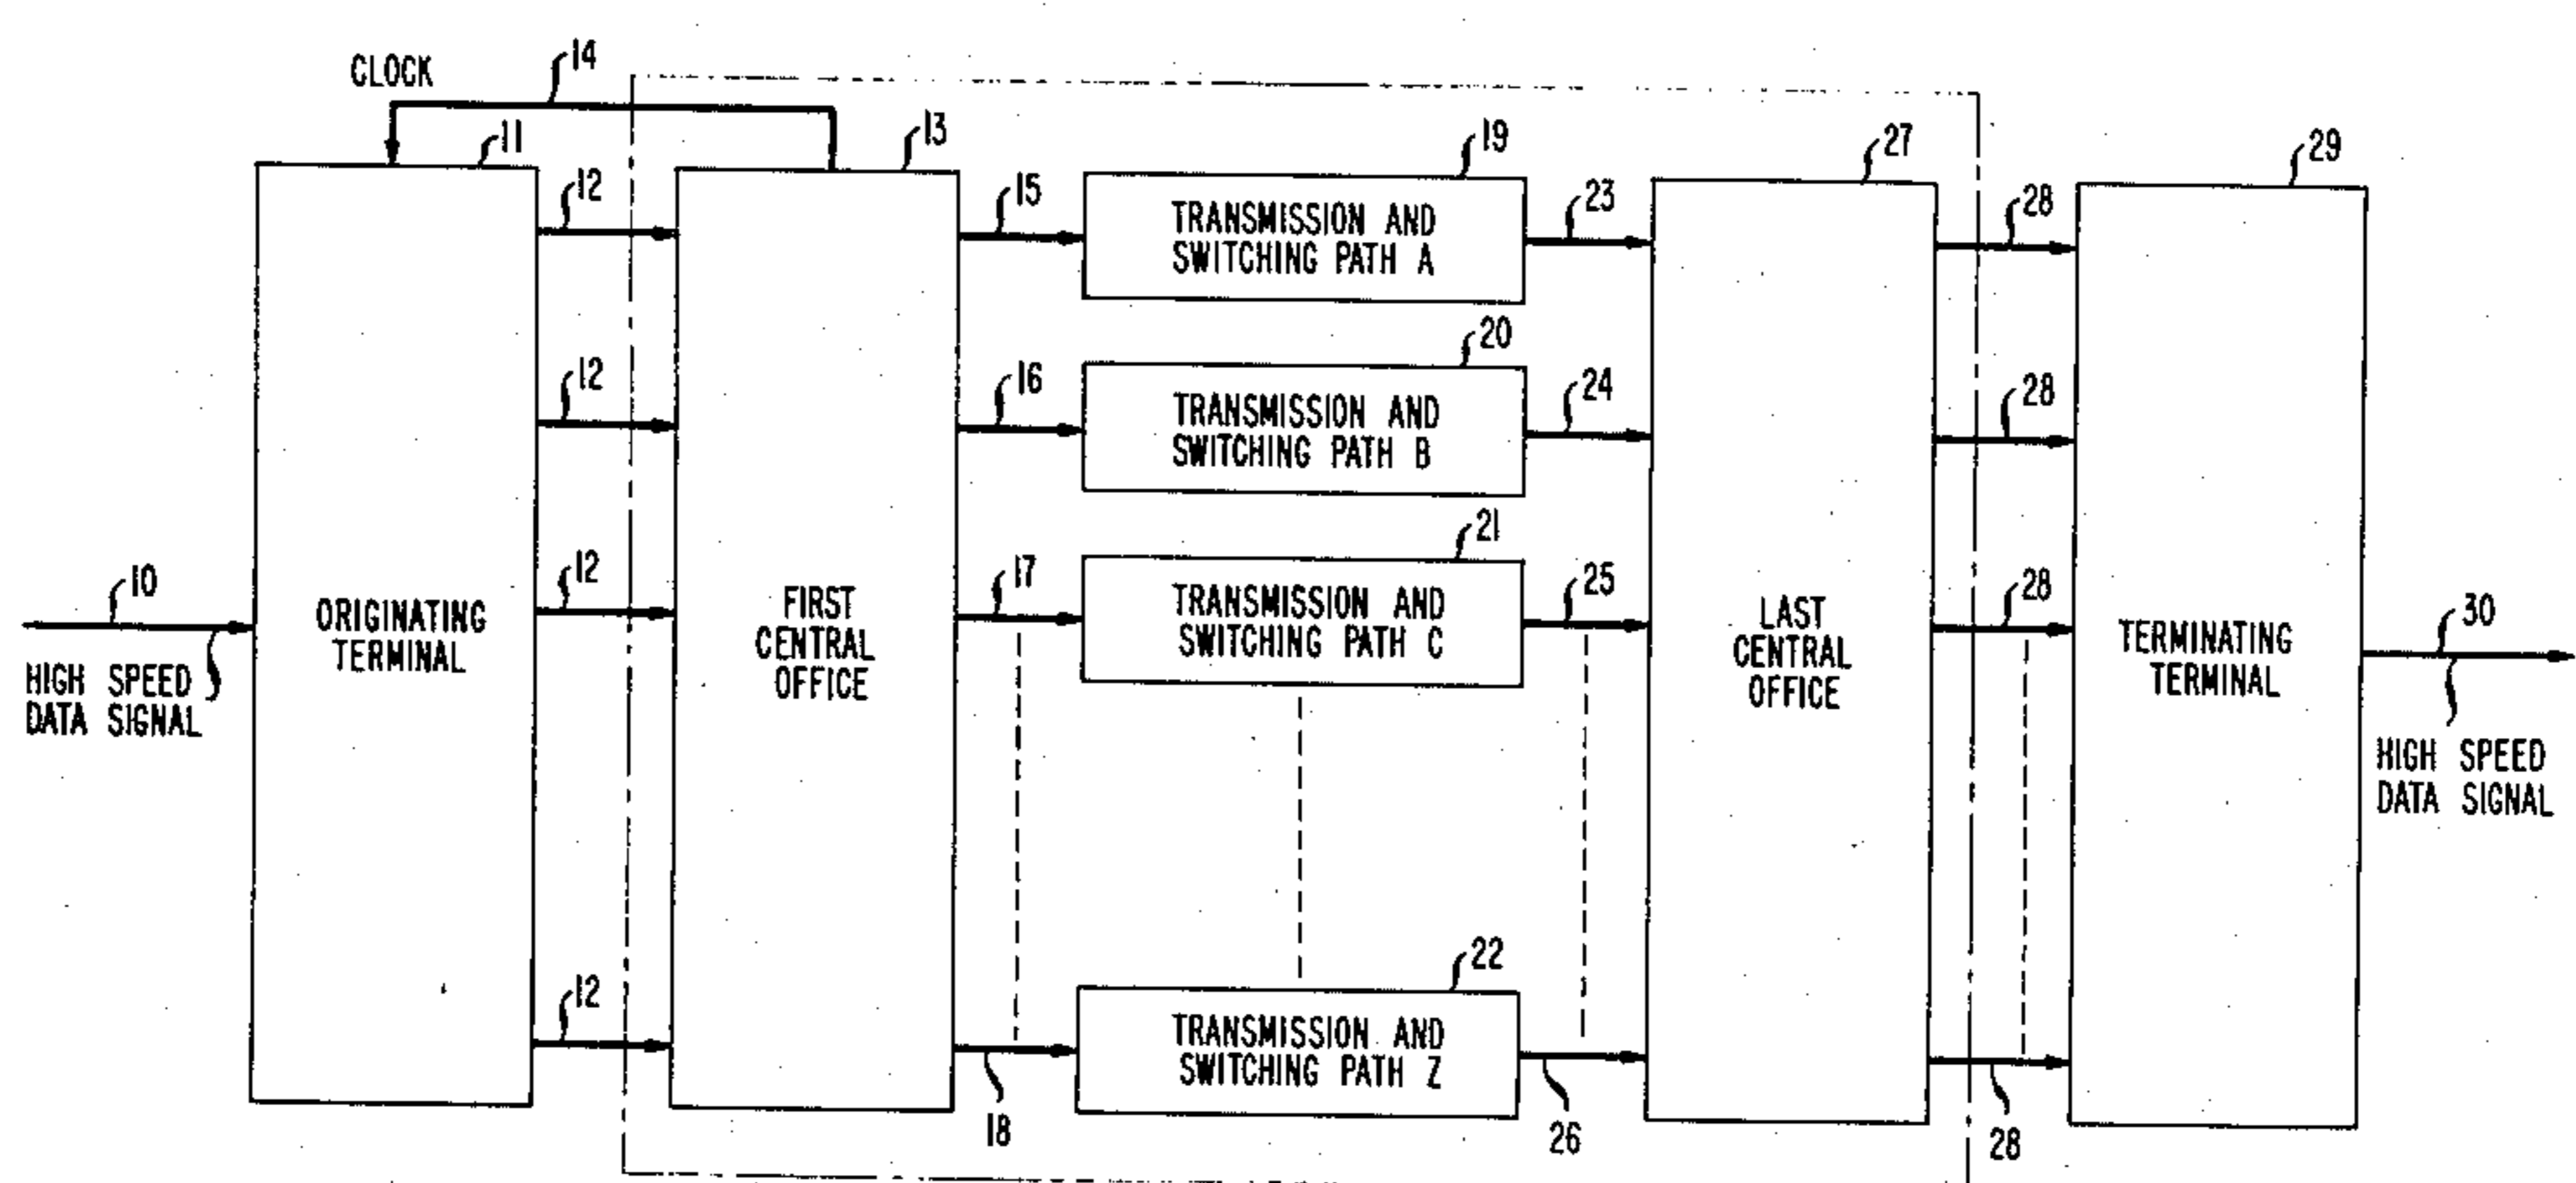 CLOCK
14
11
12
13
15
19
TRANSMISSION AND
SWITCHING PATH A
23
27
28
29
12
16
20
TRANSMISSION AND
SWITCHING PATH B
24
28
10
HIGH SPEED
DATA SIGNAL
ORIGINATING
TERMINAL
12
FIRST
CENTRAL
OFFICE
17
21
TRANSMISSION AND
SWITCHING PATH C
25
LAST
CENTRAL
OFFICE
28
TERMINATING
TERMINAL
30
HIGH SPEED
DATA SIGNAL
12
18
22
TRANSMISSION AND
SWITCHING PATH Z
26
28